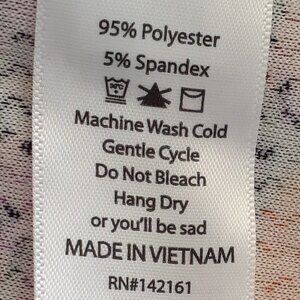 95% Polyester
5% Spandex
30°C
Machine Wash Cold
Gentle Cycle
Do Not Bleach
Hang Dry
or you'll be sad
MADE IN VIETNAM
RN#142161